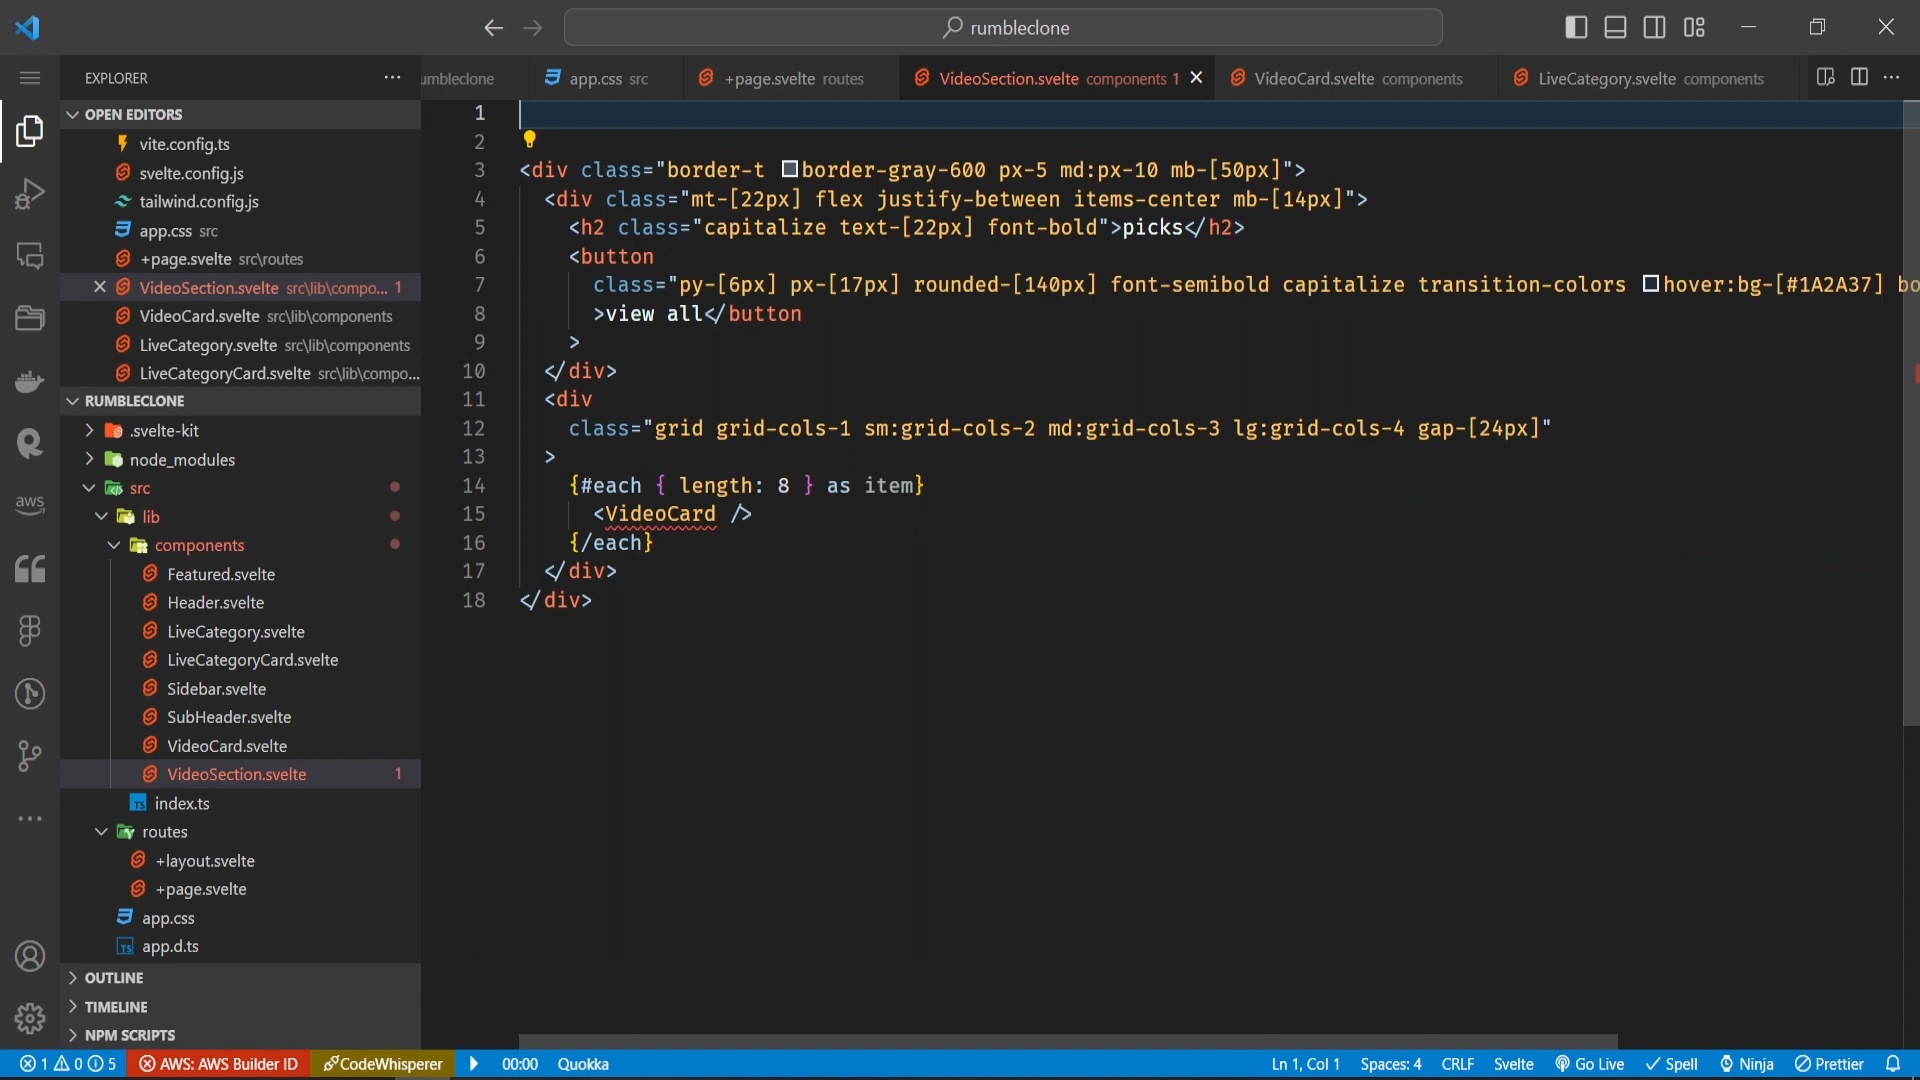 rumbleclone
EXPLORER
umbleclone
app.css src
+page.svelte routes
VideoSection.svelte components 1
VideoCard.svelte components
LiveCategory.svelte components
OPEN EDITORS
vite.config.ts
svelte.config.js
tailwind.config.js
app.css src
+page.svelte src\routes
VideoSection.svelte src\lib\compo... 1
VideoCard.svelte src\lib\components
LiveCategory.svelte src\lib\components
LiveCategoryCard.svelte src\lib\compo...
RUMBLECLONE
.svelte-kit
node_modules
src
lib
components
Featured.svelte
Header.svelte
LiveCategory.svelte
LiveCategoryCard.svelte
Sidebar.svelte
SubHeader.svelte
VideoCard.svelte
VideoSection.svelte 1
TS index.ts
routes
+layout.svelte
+page.svelte
app.css
TS app.d.ts
OUTLINE
TIMELINE
NPM SCRIPTS
aws
1
2
3 <div class="border-t border-gray-600 px-5 md:px-10 mb-[50px]">
4 <div class="mt-[22px] flex justify-between items-center mb-[14px]">
5 <h2 class="capitalize text-[22px] font-bold">picks</h2>
6 <button
7 class="py-[6px] px-[17px] rounded-[140px] font-semibold capitalize transition-colors hover:bg-[#1A2A37] bo
8 >view all</button
9 >
10 </div>
11 <div
12 class="grid grid-cols-1 sm:grid-cols-2 md:grid-cols-3 lg:grid-cols-4 gap-[24px]"
13 >
14 {#each { length: 8 } as item}
15 <VideoCard />
16 {/each}
17 </div>
18 </div>
1 0 5 AWS: AWS Builder ID CodeWhisperer 00:00 Quokka Ln 1, Col 1 Spaces: 4 CRLF Svelte Go Live Spell Ninja Prettier